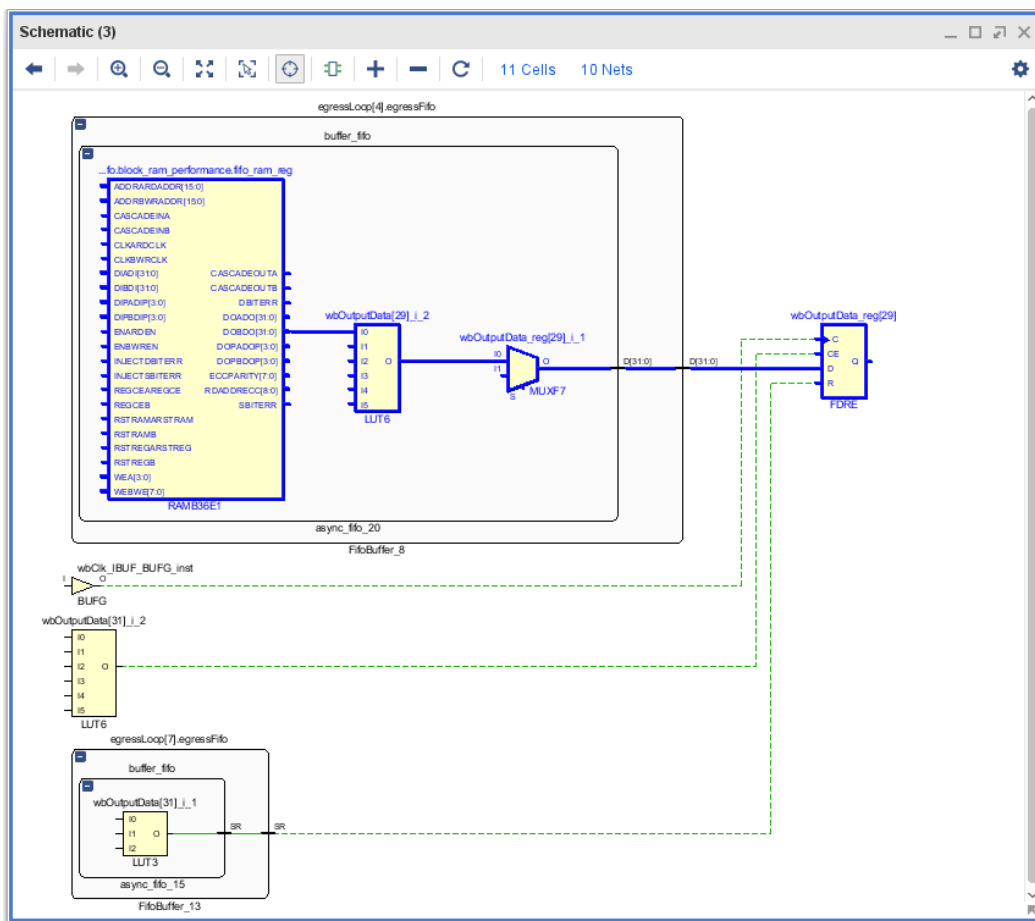 Schematic (3)
11 Cells 10 Nets
egressLoop[4].egressFifo
buffer_fifo
...fo.block_ram_performance.fifo_ram_reg
ADDRARDADDR[15:0]
ADDRBWRADDR[15:0]
CASCADEINA
CASCADEINB
CLKARDCLK
CLKBWRCLK
DIADI[31:0] CASCADEOUTA
DIBDI[31:0] CASCADEOUTB
DIPADIP[3:0] DBITERR
DIPBDIP[3:0] DOADO[31:0]
ENARDEN DOBDO[31:0]
ENBWREN DOPADOP[3:0]
INJECTDBITERR DOPBDOP[3:0]
INJECTSBITERR ECCPARITY[7:0]
REGCEAREGCE RDADDRECC[8:0]
REGCEB SBITERR
RSTRAMARSTRAM
RSTRAMB
RSTREGARSTREG
RSTREGB
WEA[3:0]
WEBWE[7:0]
RAMB36E1
wbOutputData[29]_i_2
I0
I1
I2 O
I3
I4
I5
LUT6
wbOutputData_reg[29]_i_1
I0 O
I1
S
MUXF7
D[31:0] D[31:0]
wbOutputData_reg[29]
C
CE Q
D
R
FDRE
async_fifo_20
FifoBuffer_8
wbClk_IBUF_BUFG_inst
I O
BUFG
wbOutputData[31]_i_2
I0
I1
I2 O
I3
I4
I5
LUT6
egressLoop[7].egressFifo
buffer_fifo
wbOutputData[31]_i_1
I0
I1 O
I2
LUT3
SR SR
async_fifo_15
FifoBuffer_13